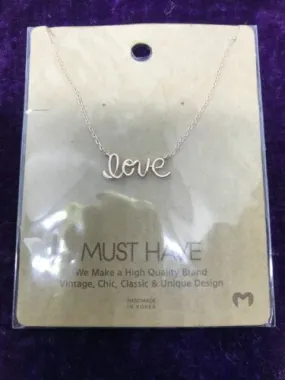 love
MUST HAVE
We Make a High Quality Brand
Vintage, Chic, Classic & Unique Design
HANDMADE
IN KOREA
M